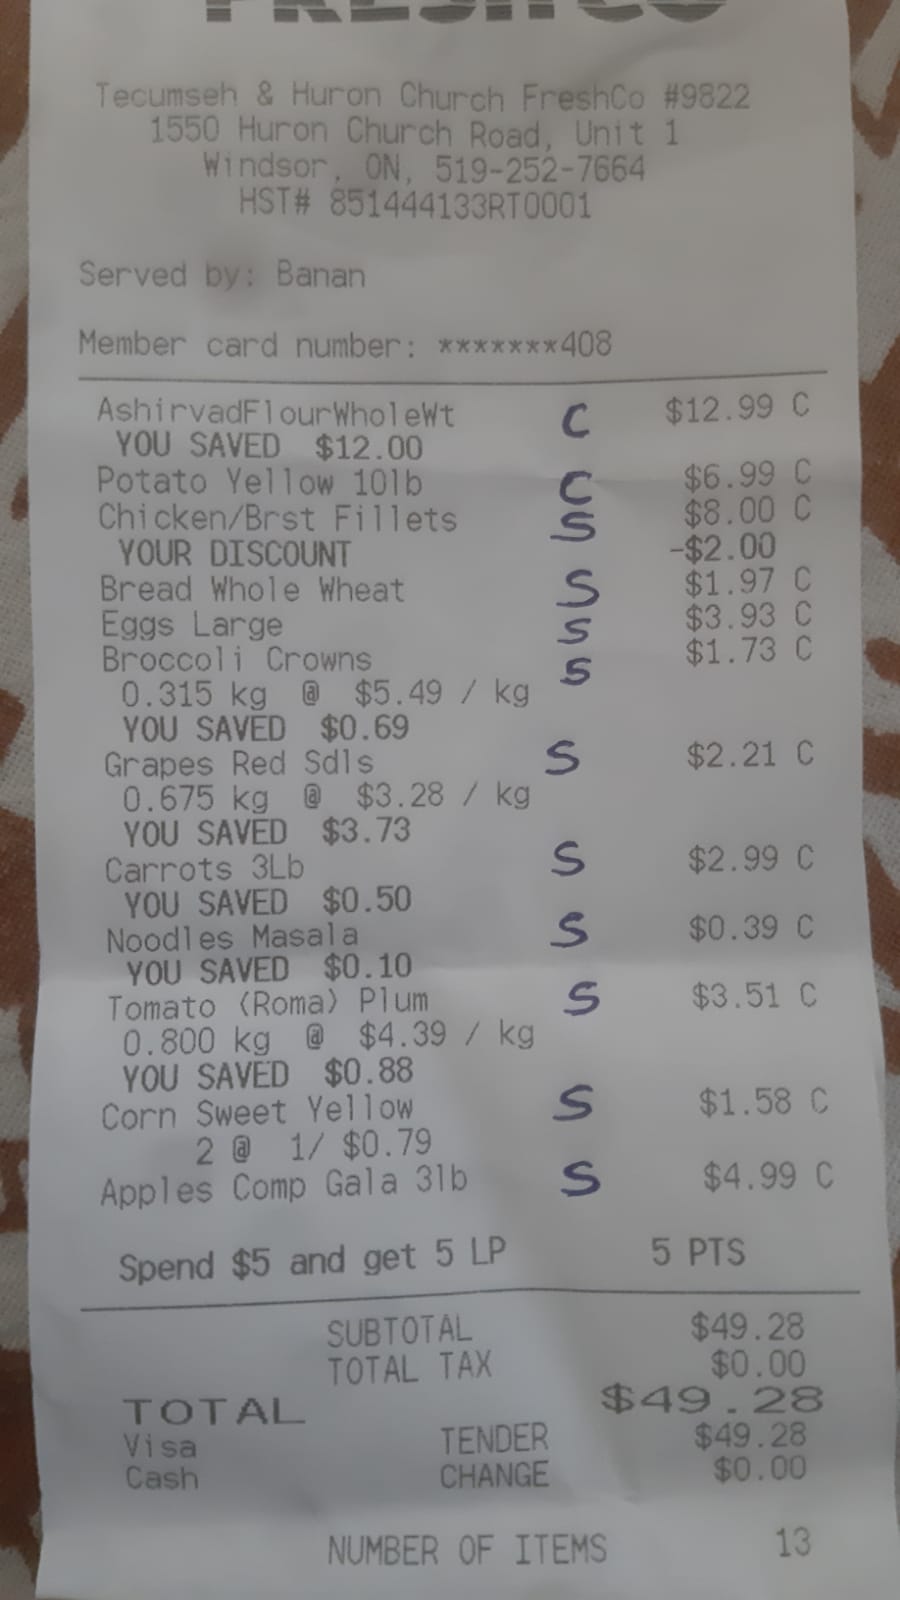 FRESHCO
Tecumseh & Huron Church FreshCo #9822
1550 Huron Church Road, Unit 1
Windsor, ON, 519-252-7664
HST# 851444133RT0001
Served by: Banan
Member card number: *******408
AshirvadFlourWholeWt C $12.99 C
YOU SAVED $12.00
Potato Yellow 10lb C $6.99 C
Chicken/Brst Fillets S $8.00 C
YOUR DISCOUNT -$2.00
Bread Whole Wheat S $1.97 C
Eggs Large S $3.93 C
Broccoli Crowns S $1.73 C
0.315 kg @ $5.49 / kg
YOU SAVED $0.69
Grapes Red Sdls S $2.21 C
0.675 kg @ $3.28 / kg
YOU SAVED $3.73
Carrots 3Lb S $2.99 C
YOU SAVED $0.50
Noodles Masala S $0.39 C
YOU SAVED $0.10
Tomato (Roma) Plum S $3.51 C
0.800 kg @ $4.39 / kg
YOU SAVED $0.88
Corn Sweet Yellow S $1.58 C
2 @ 1/ $0.79
Apples Comp Gala 3lb S $4.99 C
Spend $5 and get 5 LP 5 PTS
SUBTOTAL $49.28
TOTAL TAX $0.00
TOTAL $49.28
Visa TENDER $49.28
Cash CHANGE $0.00
NUMBER OF ITEMS 13